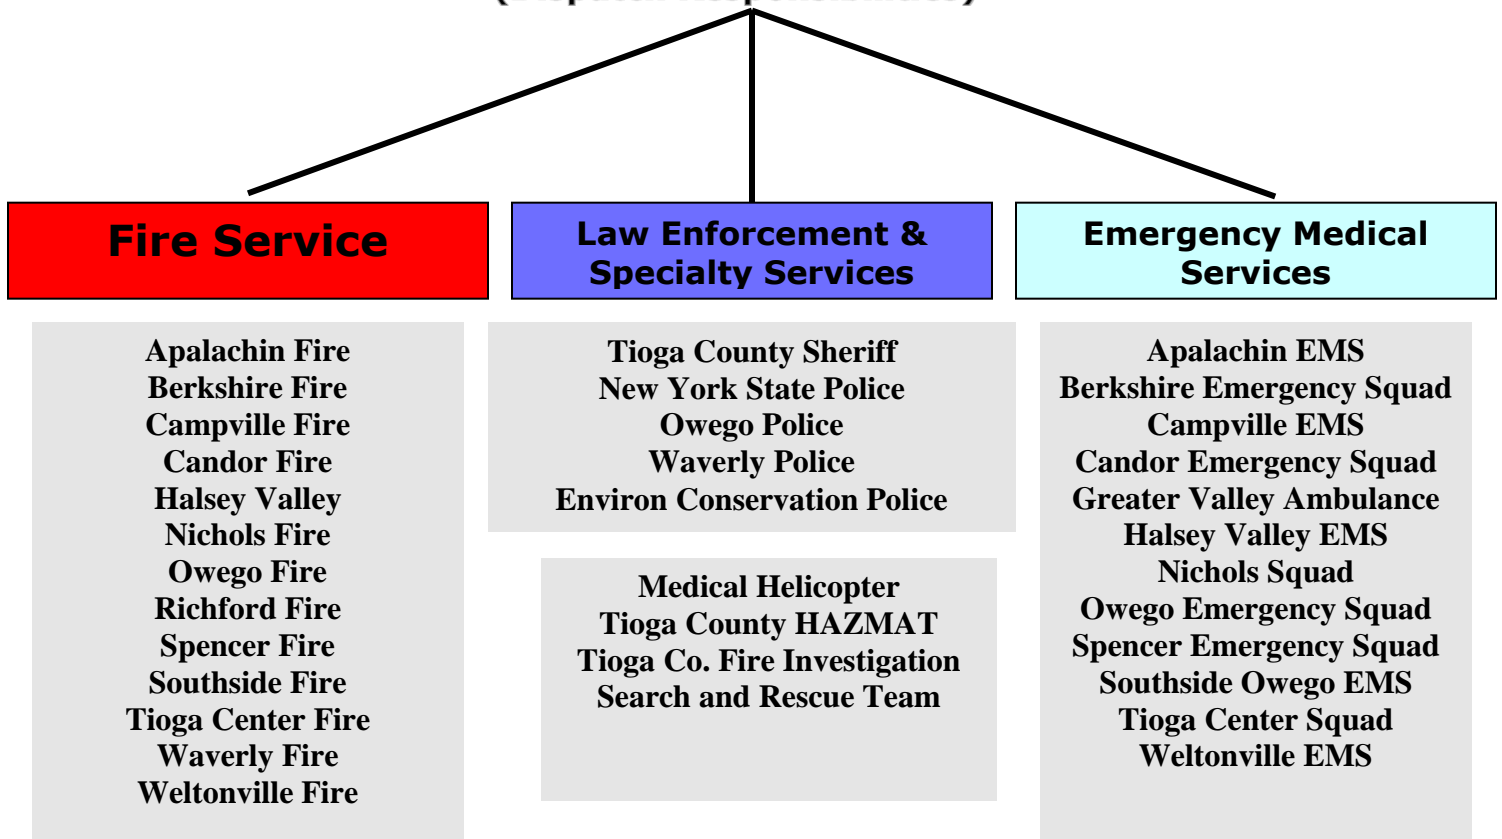 Fire Service
Law Enforcement &
Specialty Services
Emergency Medical
Services
Apalachin Fire
Berkshire Fire
Campville Fire
Candor Fire
Halsey Valley
Nichols Fire
Owego Fire
Richford Fire
Spencer Fire
Southside Fire
Tioga Center Fire
Waverly Fire
Weltonville Fire
Tioga County Sheriff
New York State Police
Owego Police
Waverly Police
Environ Conservation Police
Medical Helicopter
Tioga County HAZMAT
Tioga Co. Fire Investigation
Search and Rescue Team
Apalachin EMS
Berkshire Emergency Squad
Campville EMS
Candor Emergency Squad
Greater Valley Ambulance
Halsey Valley EMS
Nichols Squad
Owego Emergency Squad
Spencer Emergency Squad
Southside Owego EMS
Tioga Center Squad
Weltonville EMS